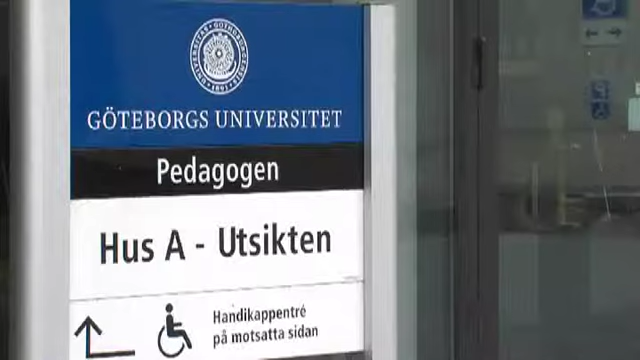 GÖTEBORGS UNIVERSITET
Pedagogen
Hus A - Utsikten
Handikappentré
på motsatta sidan